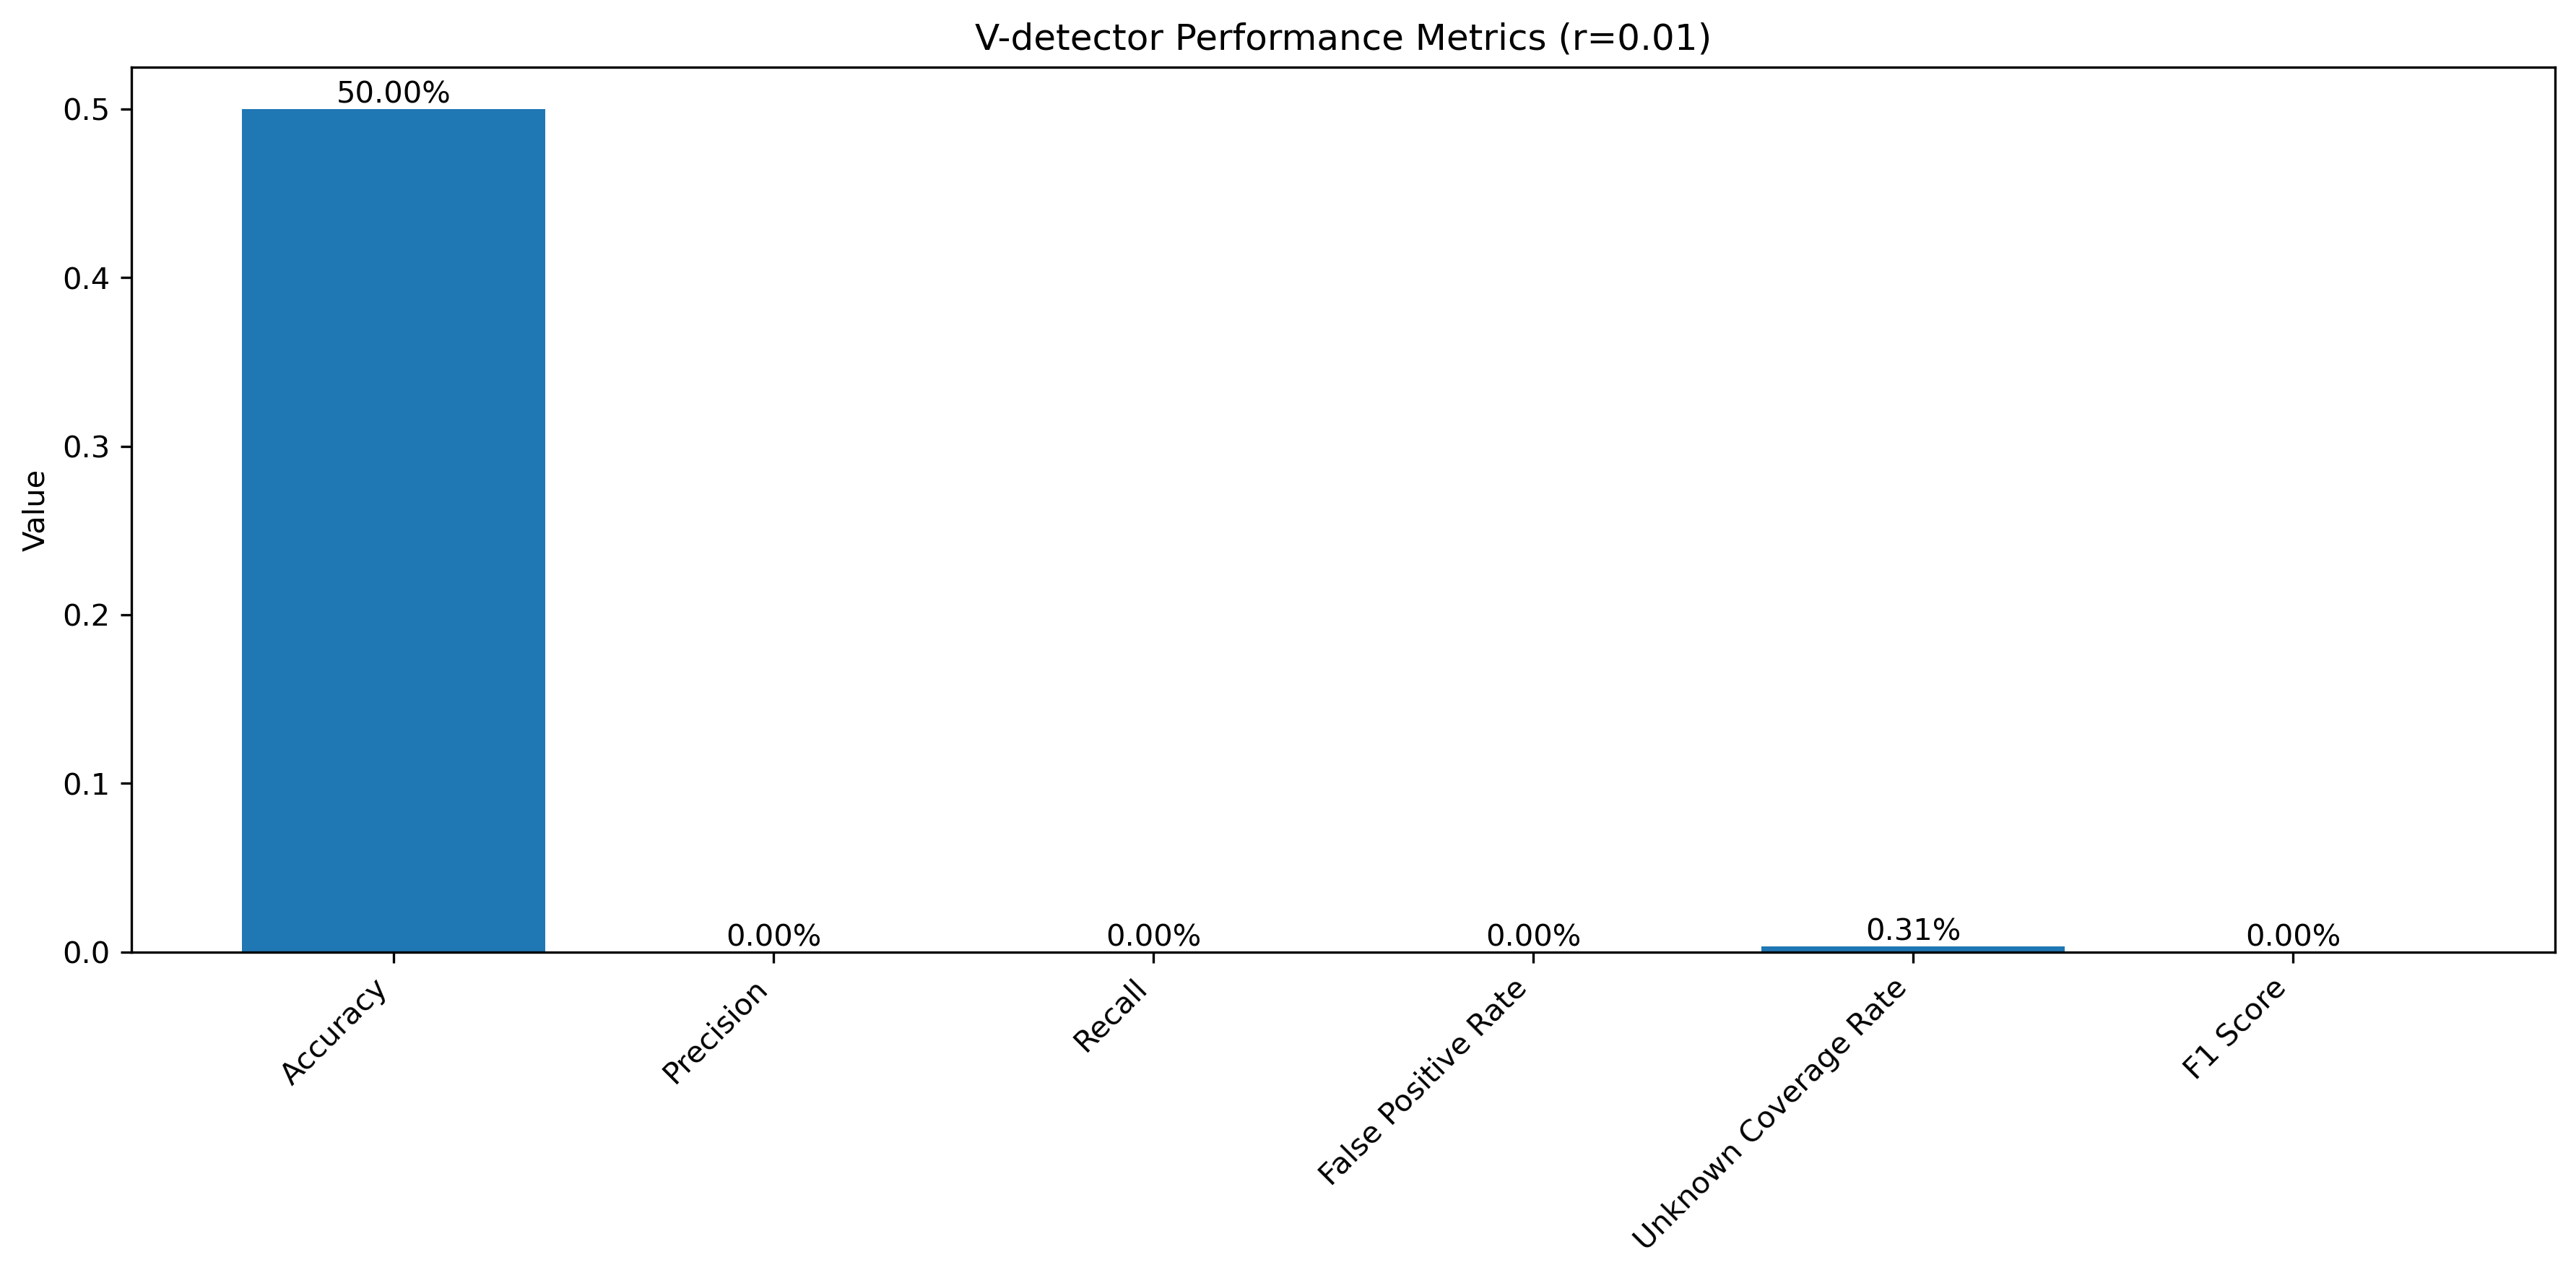 V-detector Performance Metrics (r=0.01)
Value
0.5
0.4
0.3
0.2
0.1
0.0
50.00%
0.00%
0.00%
0.00%
0.31%
0.00%
Accuracy
Precision
Recall
False Positive Rate
Unknown Coverage Rate
F1 Score